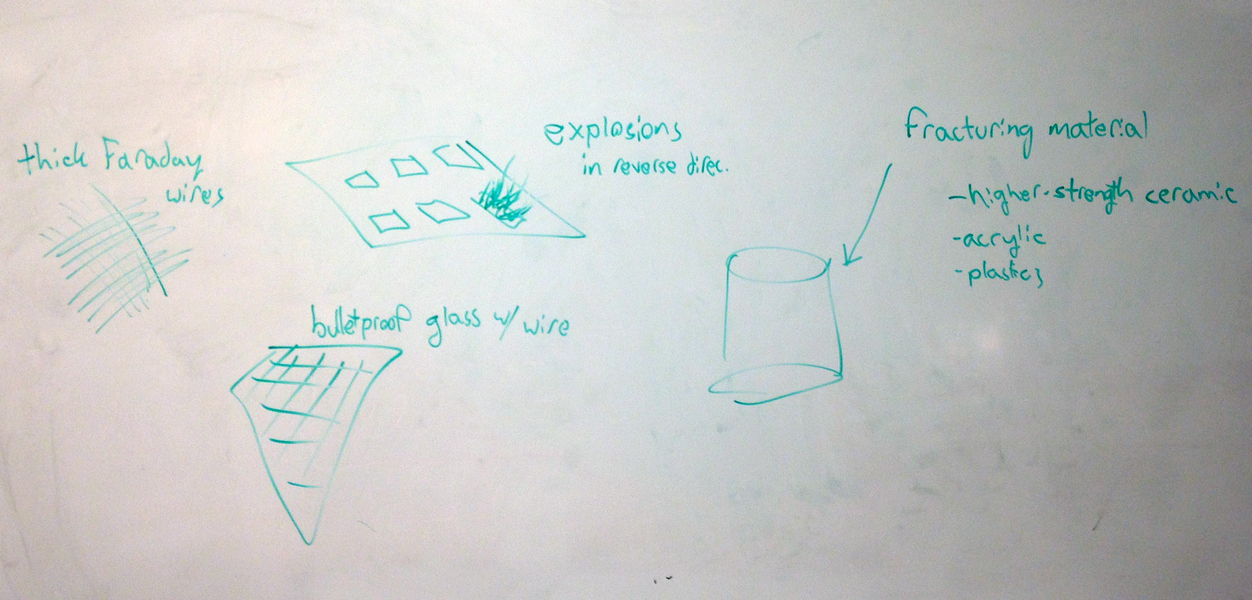 thick Faraday
wires
explosions
in reverse direc.
bulletproof glass w/ wire
fracturing material
-higher-strength ceramic
-acrylic
-plastics